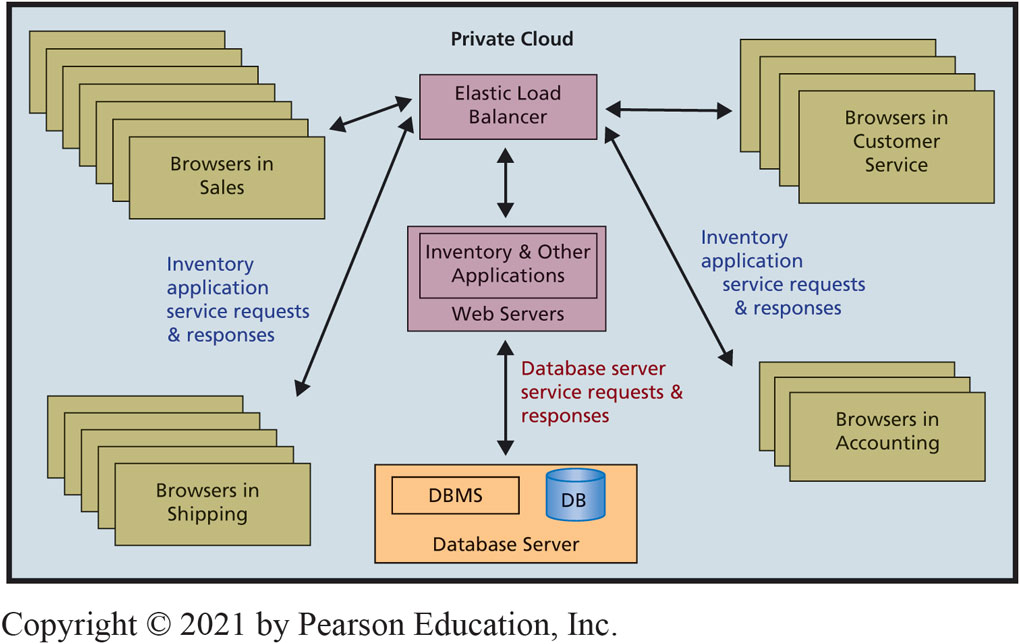 Private Cloud
Elastic Load
Balancer
Browsers in
Sales
Browsers in
Customer
Service
Inventory & Other
Applications
Web Servers
Inventory
application
service requests
& responses
Inventory
application
service requests
& responses
Database server
service requests &
responses
Browsers in
Shipping
Browsers in
Accounting
DBMS
DB
Database Server
Copyright © 2021 by Pearson Education, Inc.